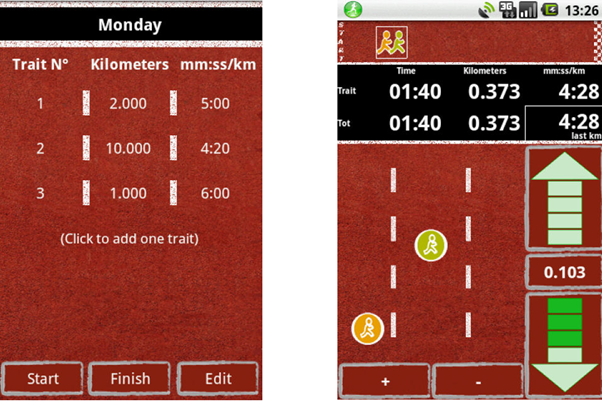 Monday
Trait N° Kilometers mm:ss/km
1 2.000 5:00
2 10.000 4:20
3 1.000 6:00
(Click to add one trait)
Start Finish Edit
3G 13:26
START
Time Kilometers mm:ss/km
Trait 01:40 0.373 4:28
Tot 01:40 0.373 4:28
last km
0.103
+ -